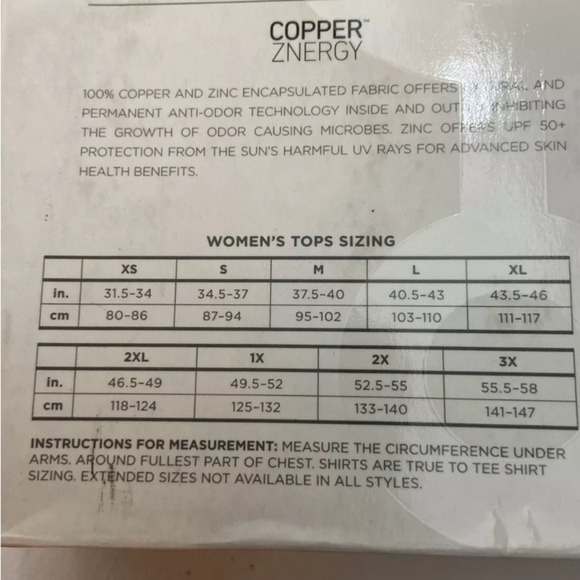 COPPER™
ZNERGY
100% COPPER AND ZINC ENCAPSULATED FABRIC OFFERS AND
PERMANENT ANTI-ODOR TECHNOLOGY INSIDE AND INHIBITING
THE GROWTH OF ODOR CAUSING MICROBES. ZINC OFFERS UPF 50+
PROTECTION FROM THE SUN'S HARMFUL UV RAYS FOR ADVANCED SKIN
HEALTH BENEFITS.
WOMEN'S TOPS SIZING
XS S M L XL
in. 31.5-34 34.5-37 37.5-40 40.5-43 43.5-46
cm 80-86 87-94 95-102 103-110 111-117
2XL 1X 2X 3X
in. 46.5-49 49.5-52 52.5-55 55.5-58
cm 118-124 125-132 133-140 141-147
INSTRUCTIONS FOR MEASUREMENT: MEASURE THE CIRCUMFERENCE UNDER
ARMS. AROUND FULLEST PART OF CHEST. SHIRTS ARE TRUE TO TEE SHIRT
SIZING. EXTENDED SIZES NOT AVAILABLE IN ALL STYLES.